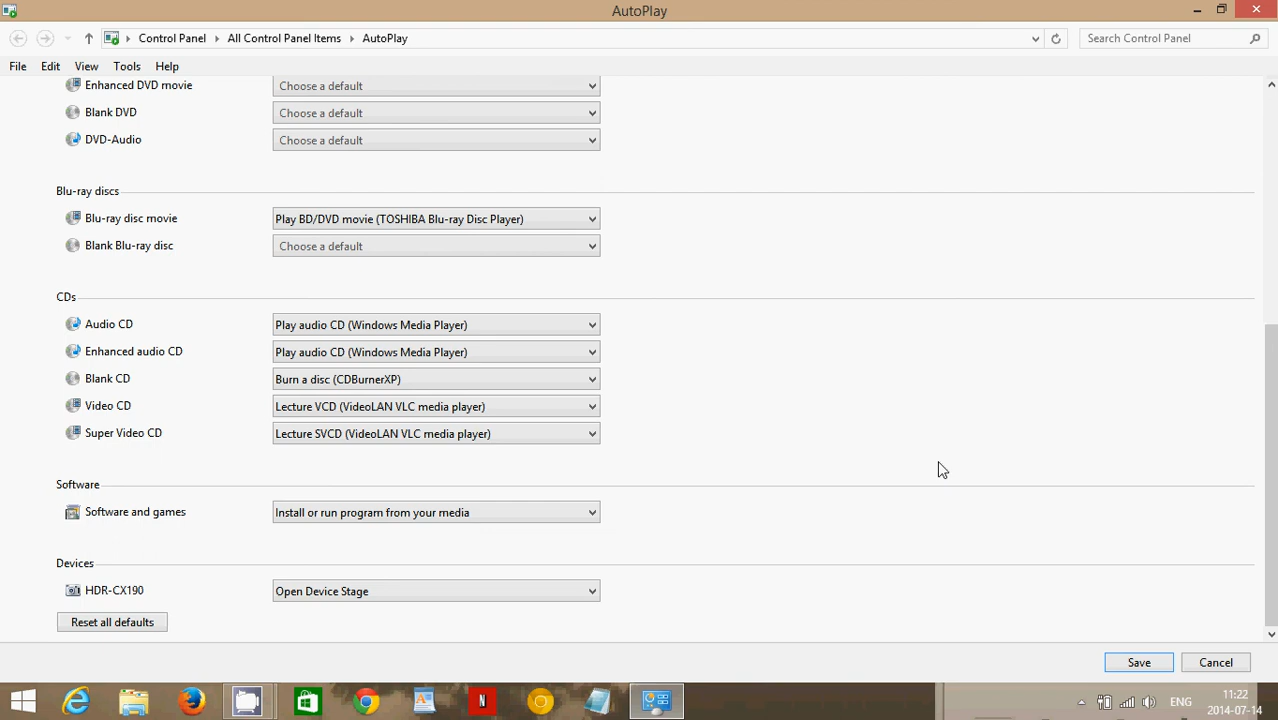 AutoPlay
Control Panel All Control Panel Items AutoPlay Search Control Panel
File Edit View Tools Help
Enhanced DVD movie Choose a default
Blank DVD Choose a default
DVD-Audio Choose a default
Blu-ray discs
Blu-ray disc movie Play BD/DVD movie (TOSHIBA Blu-ray Disc Player)
Blank Blu-ray disc Choose a default
CDs
Audio CD Play audio CD (Windows Media Player)
Enhanced audio CD Play audio CD (Windows Media Player)
Blank CD Burn a disc (CDBurnerXP)
Video CD Lecture VCD (VideoLAN VLC media player)
Super Video CD Lecture SVCD (VideoLAN VLC media player)
Software
Software and games Install or run program from your media
Devices
HDR-CX190 Open Device Stage
Reset all defaults
Save Cancel
N ENG 11:22
2014-07-14